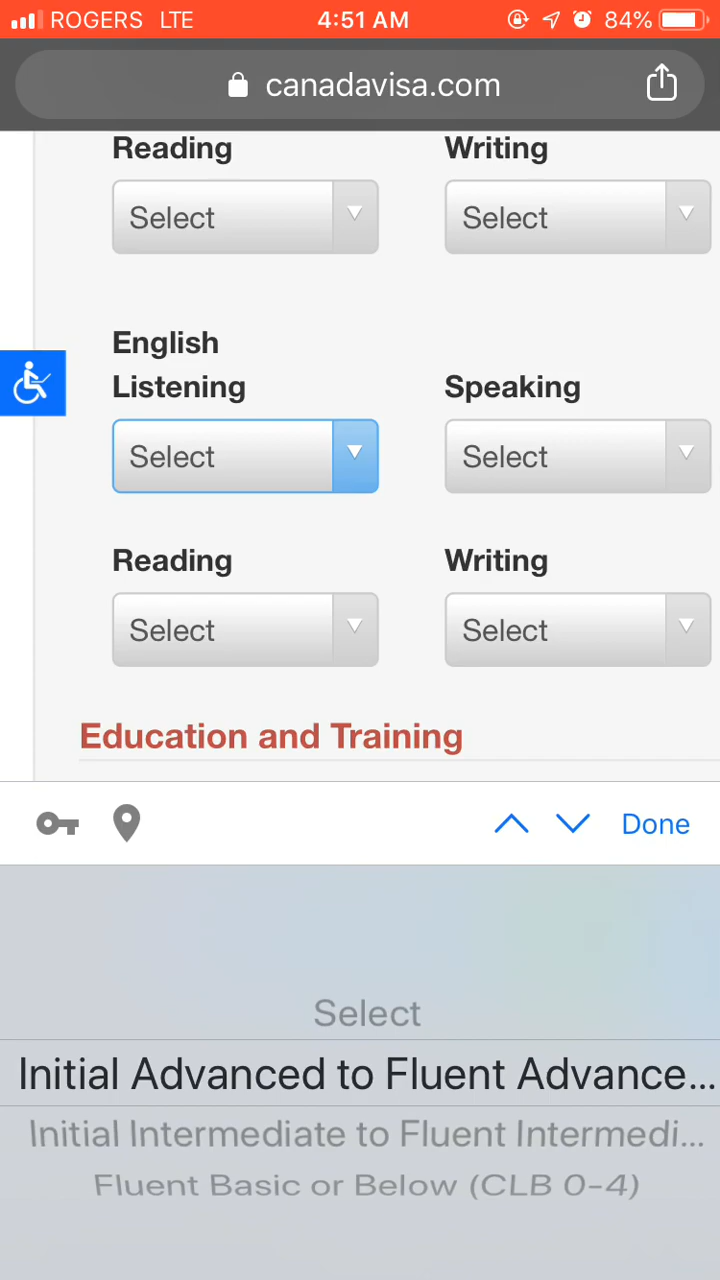 ROGERS LTE 4:51 AM 84%
canadavisa.com
Reading Writing
Select Select
English
Listening Speaking
Select Select
Reading Writing
Select Select
Education and Training
Done
Select
Initial Advanced to Fluent Advance...
Initial Intermediate to Fluent Intermedi...
Fluent Basic or Below (CLB 0-4)